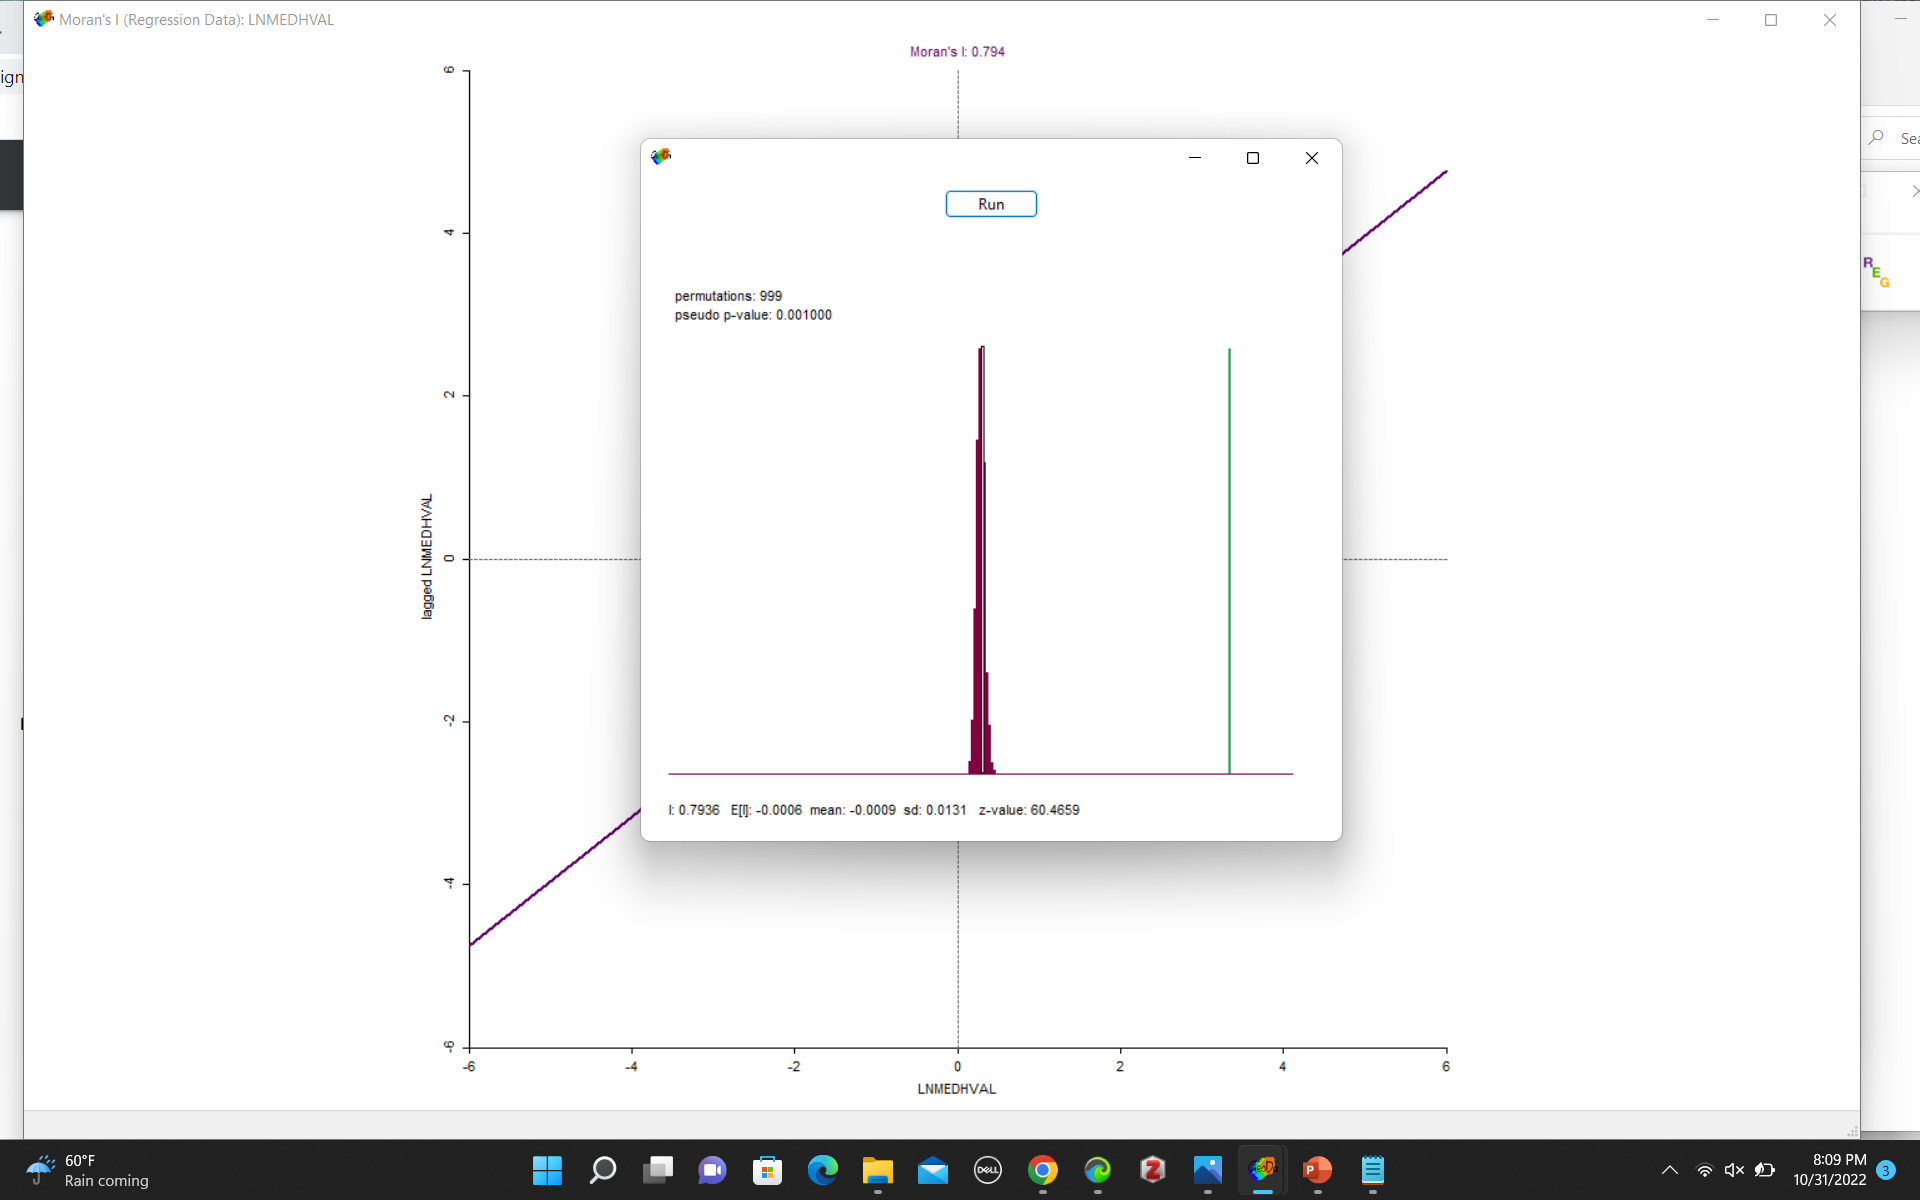 Moran's I (Regression Data): LNMEDHVAL
Moran's I: 0.794
ign
Run
Sea
R
E
G
permutations: 999
pseudo p-value: 0.001000
I: 0.7936 E[I]: -0.0006 mean: -0.0009 sd: 0.0131 z-value: 60.4659
lagged LNMEDHVAL
6
4
2
0
-2
-4
-6
-6 -4 -2 0 2 4 6
LNMEDHVAL
60°F
Rain coming
DELL
Z
GeoDa
P
8:09 PM
10/31/2022
3